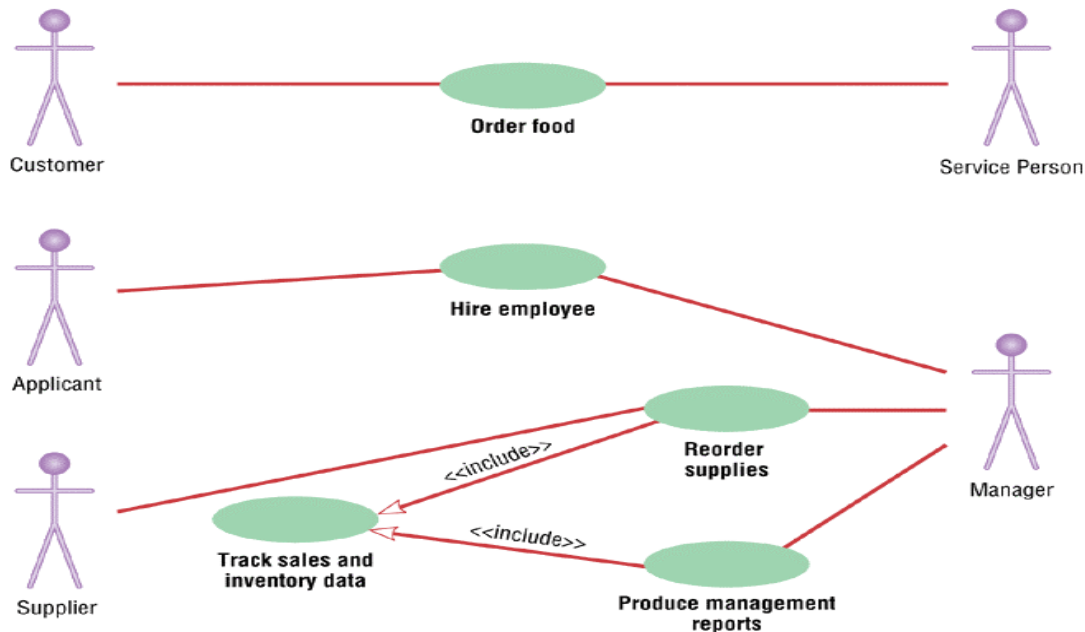 Order food
Customer
Service Person
Hire employee
Applicant
Reorder
supplies
<<include>>
Manager
<<include>>
Track sales and
inventory data
Supplier
Produce management
reports